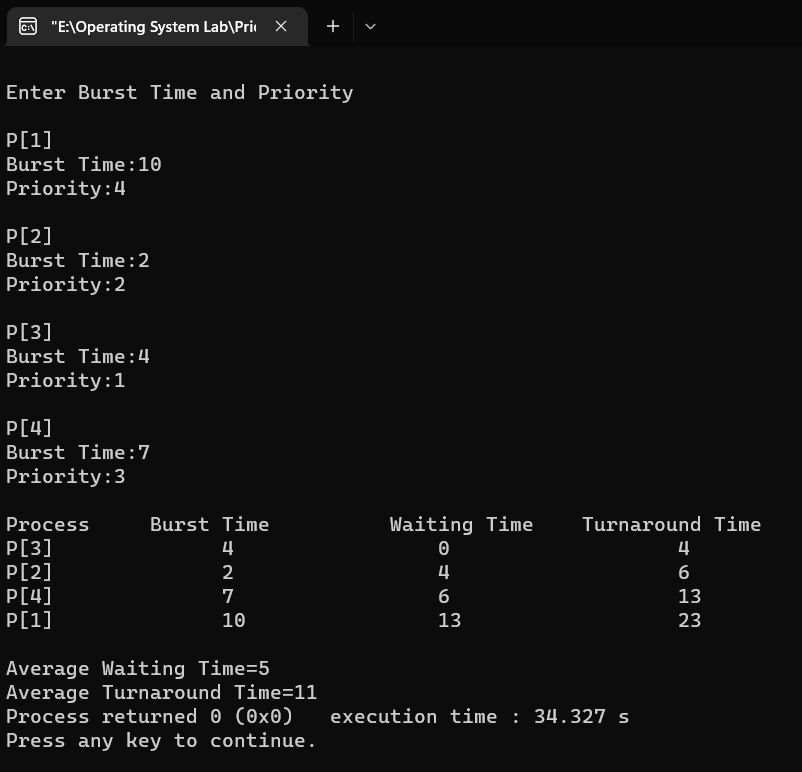 "E:\Operating System Lab\Pri
Enter Burst Time and Priority
P[1]
Burst Time:10
Priority:4
P[2]
Burst Time:2
Priority:2
P[3]
Burst Time:4
Priority:1
P[4]
Burst Time:7
Priority:3
Process Burst Time Waiting Time Turnaround Time
P[3] 4 0 4
P[2] 2 4 6
P[4] 7 6 13
P[1] 10 13 23
Average Waiting Time=5
Average Turnaround Time=11
Process returned 0 (0x0) execution time : 34.327 s
Press any key to continue.